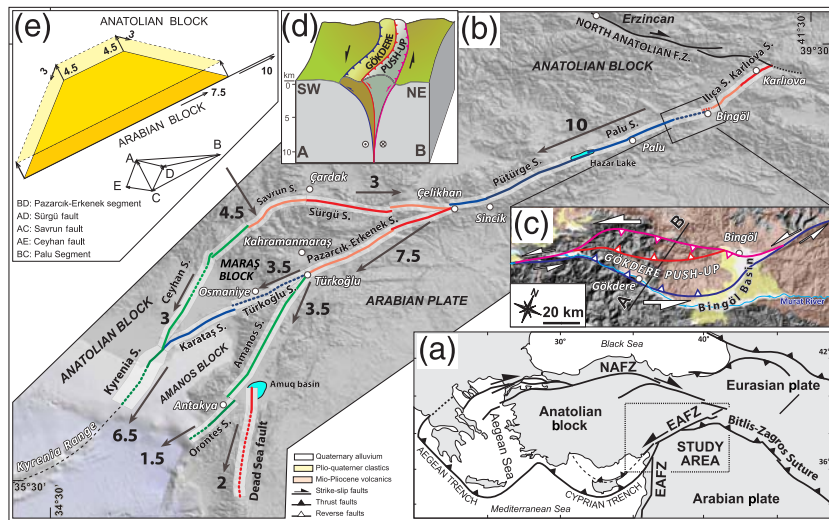 (e)
ANATOLIAN BLOCK
3
4.5
4.5
3
7.5
10
ARABIAN BLOCK
A
B
D
E
C
BD: Pazarcık-Erkenek segment
AD: Sürgü fault
AC: Savrun fault
AE: Ceyhan fault
BC: Palu Segment
(d)
GÖKDERE
PUSH-UP
km
0
5
10
SW
NE
A
B
(b)
Erzincan
NORTH ANATOLIAN F.Z.
41°30
39°30
ANATOLIAN BLOCK
Ilıca S.
Karlıova S.
Karlıova
Bingöl
10
Palu S.
Palu
Hazar Lake
Pütürge S.
Sincik
Çelikhan
3
Çardak
Savrun S.
4.5
Sürgü S.
Kahramanmaraş
Pazarcık-Erkenek S.
7.5
MARAŞ
BLOCK
3.5
Türkoğlu
Osmaniye
Türkoğlu S.
3.5
ARABIAN PLATE
Ceyhan S.
3
ANATOLIAN BLOCK
Karataş S.
Amanos S.
AMANOS BLOCK
Kyrenia S.
Amuq basin
Antakya
6.5
Orontes S.
1.5
Dead Sea fault
2
Kyrenia Range
35°30
34°30
Quaternary alluvium
Plio-quaterner clastics
Mio-Pliocene volcanics
Strike-slip faults
Thrust faults
Reverse faults
(c)
B
Bingöl
GÖKDERE PUSH-UP
Gökdere
A
Bingöl Basin
Murat River
N
20 km
(a)
28°
40°
42°
36°
Black Sea
NAFZ
Eurasian plate
Anatolian
block
EAFZ
Bitlis-Zagros Suture
Aegean Sea
STUDY
AREA
AEGEAN TRENCH
CYPRIAN TRENCH
EAFZ
Arabian plate
Mediterranean Sea